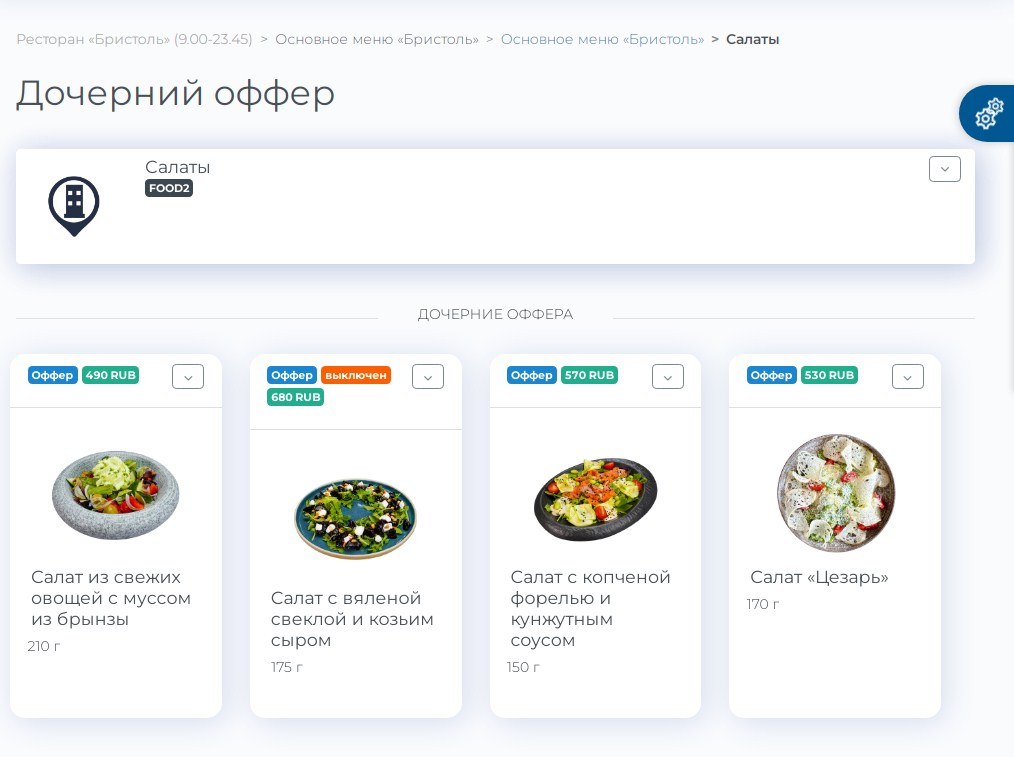 Ресторан «Бристоль» (9.00-23.45) > Основное меню «Бристоль» > Основное меню «Бристоль» > Салаты
Дочерний оффер
Салаты
FOOD2
ДОЧЕРНИЕ ОФФЕРА
Оффер 490 RUB
Салат из свежих
овощей с муссом
из брынзы
210 г
Оффер выключен
680 RUB
Салат с вяленой
свеклой и козьим
сыром
175 г
Оффер 570 RUB
Салат с копченой
форелью и
кунжутным
соусом
150 г
Оффер 530 RUB
Салат «Цезарь»
170 г